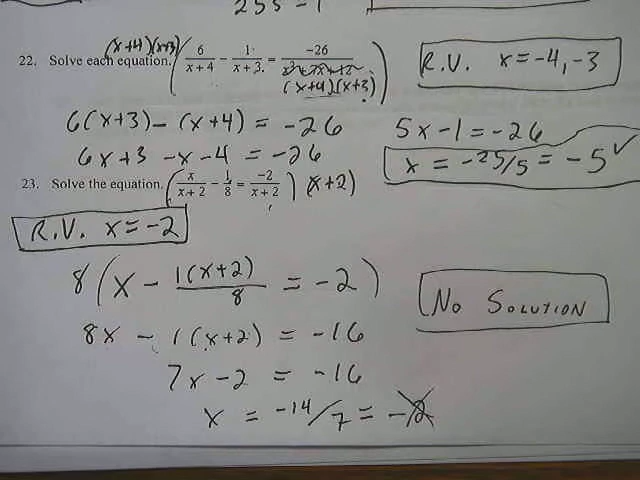 255 - 1
(x+4)(x+3)
22. Solve each equation. ( 6/(x+4) - 1/(x+3) = -26/(x²+7x+12) )
(x+4)(x+3)
R.V. x = -4, -3
6(x+3) - (x+4) = -26
5x - 1 = -26
6x + 3 - x - 4 = -26
x = -25/5 = -5 ✓
23. Solve the equation. ( x/(x+2) - 1/8 = -2/(x+2) ) (x+2)
R.V. x = -2
8( x - 1(x+2)/8 = -2 )
No Solution
8x - 1(x+2) = -16
7x - 2 = -16
x = -14/7 = -2